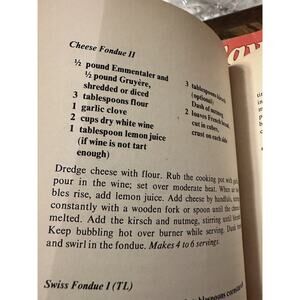 Cheese Fondue II
½ pound Emmentaler and
½ pound Gruyère,
shredded or diced
3 tablespoons flour
1 garlic clove
2 cups dry white wine
1 tablespoon lemon juice
(if wine is not tart
enough)
3 tablespoons
(optional)
Dash of nutmeg
2 loaves French bread,
cut in cubes,
crust on each side
Dredge cheese with flour. Rub the cooking pot with
pour in the wine; set over moderate heat. When
bles rise, add lemon juice. Add cheese by handfuls,
constantly with a wooden fork or spoon until the
melted. Add the kirsch and nutmeg, stirring until
Keep bubbling hot over burner while serving.
and swirl in the fondue. Makes 4 to 6 servings.
Swiss Fondue I (TL)